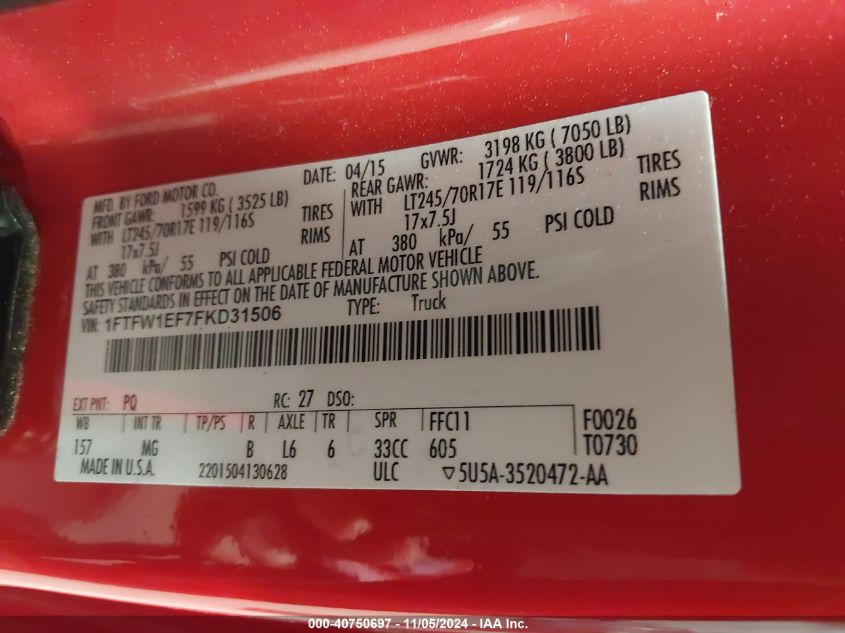 MFD. BY FORD MOTOR CO.
DATE: 04/15 GVWR: 3198 KG ( 7050 LB)
FRONT GAWR: 1599 KG ( 3525 LB)
REAR GAWR: 1724 KG ( 3800 LB)
WITH LT245/70R17E 119/116S TIRES
WITH LT245/70R17E 119/116S TIRES
17x7.5J RIMS
17x7.5J RIMS
AT 380 kPa/ 55 PSI COLD
AT 380 kPa/ 55 PSI COLD
THIS VEHICLE CONFORMS TO ALL APPLICABLE FEDERAL MOTOR VEHICLE
SAFETY STANDARDS IN EFFECT ON THE DATE OF MANUFACTURE SHOWN ABOVE.
VIN: 1FTFW1EF7FKD31506 TYPE: Truck
EXT PNT: PQ RC: 27 DSO:
WB INT TR TP/PS R AXLE TR SPR FFC11 F0026
157 MG B L6 6 33CC 605 T0730
MADE IN U.S.A. 2201504130628 ULC ▽5U5A-3520472-AA
000-40750697 - 11/05/2024 - IAA Inc.